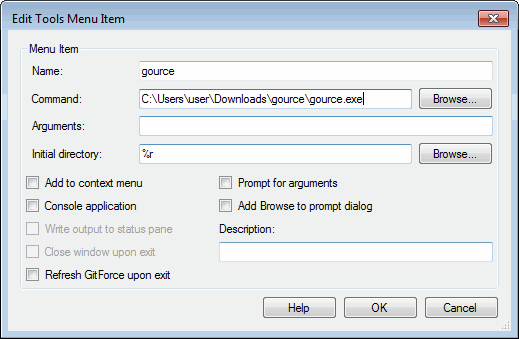 Edit Tools Menu Item
Menu Item
Name: gource
Command: C:\Users\user\Downloads\gource\gource.exe Browse...
Arguments:
Initial directory: %r Browse...
Add to context menu Prompt for arguments
Console application Add Browse to prompt dialog
Write output to status pane Description:
Close window upon exit
Refresh GitForce upon exit
Help OK Cancel